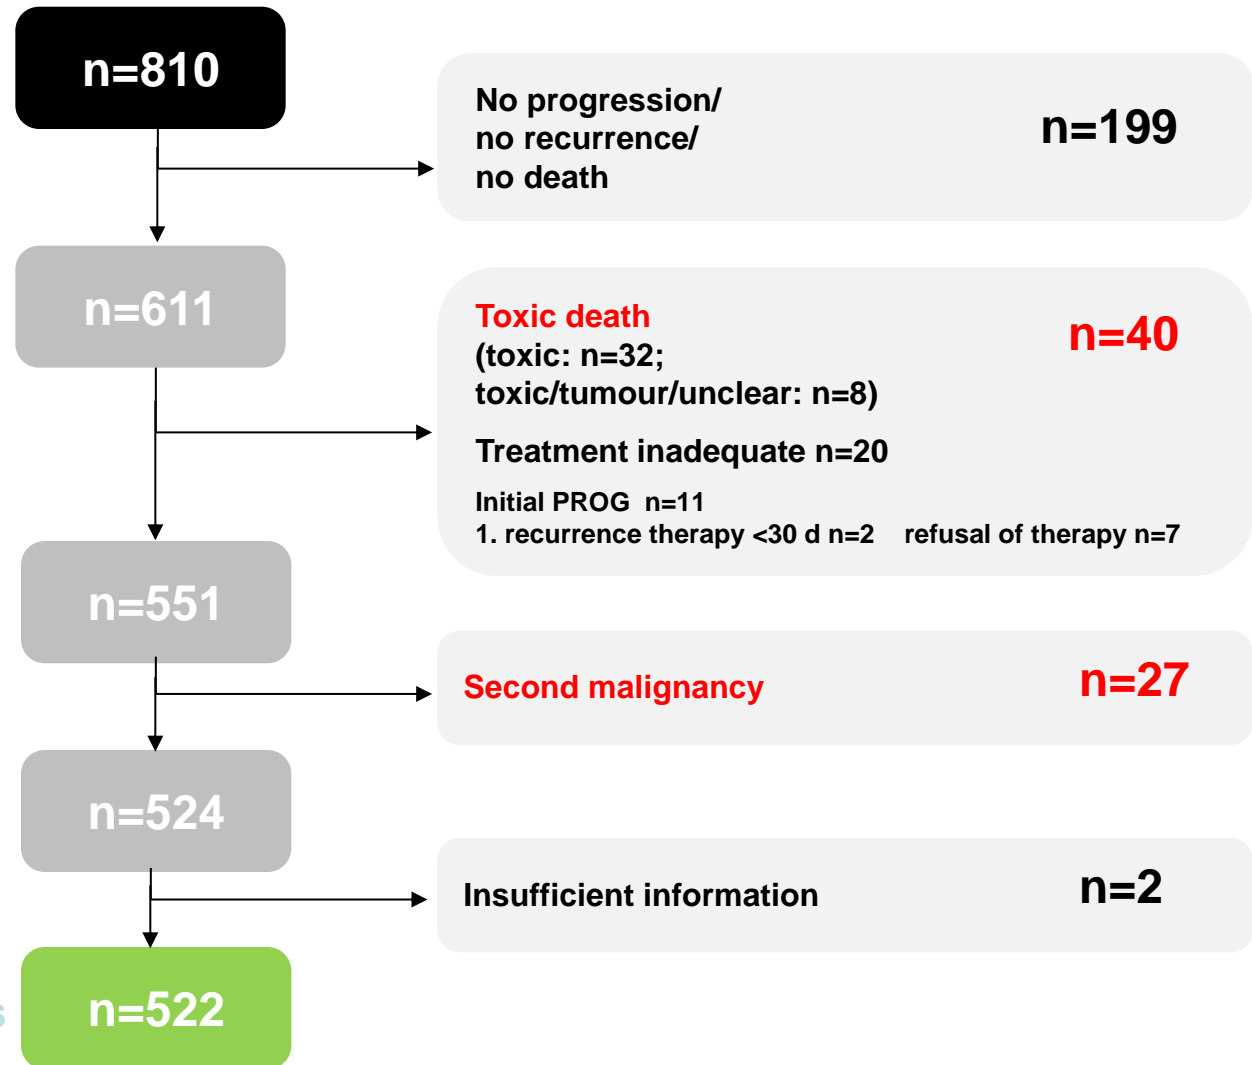 n=810
No progression/
no recurrence/
no death
n=199
n=611
Toxic death
n=40
(toxic: n=32;
toxic/tumour/unclear: n=8)
Treatment inadequate n=20
Initial PROG n=11
1. recurrence therapy <30 d n=2 refusal of therapy n=7
n=551
Second malignancy
n=27
n=524
Insufficient information
n=2
s
n=522